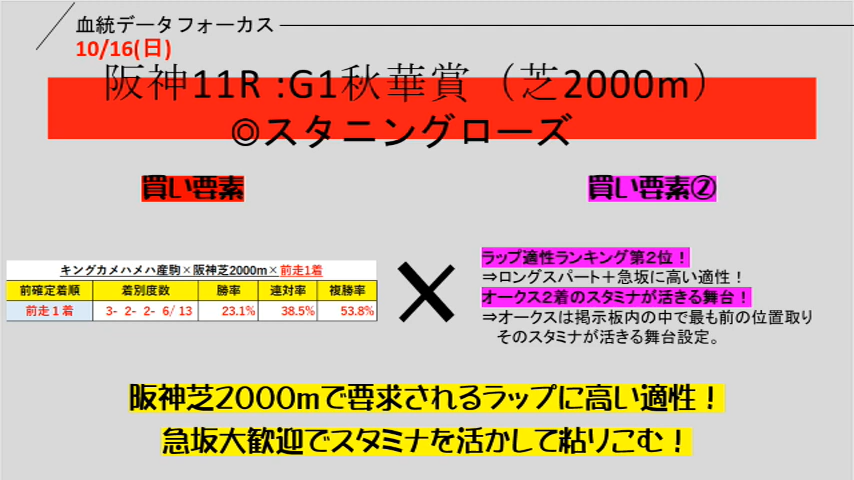 血統データフォーカス
10/16(日)
阪神11R :G1秋華賞（芝2000m）
◎スタニングローズ
買い要素
買い要素②
キングカメハメハ産駒×阪神芝2000m×前走1着
前確定着順 着別度数 勝率 連対率 複勝率
前走１着 3- 2- 2- 6/ 13 23.1% 38.5% 53.8%
×
ラップ適性ランキング第２位！
⇒ロングスパート＋急坂に高い適性！
オークス２着のスタミナが活きる舞台！
⇒オークスは掲示板内の中で最も前の位置取り
そのスタミナが活きる舞台設定。
阪神芝2000mで要求されるラップに高い適性！
急坂大歓迎でスタミナを活かして粘りこむ！